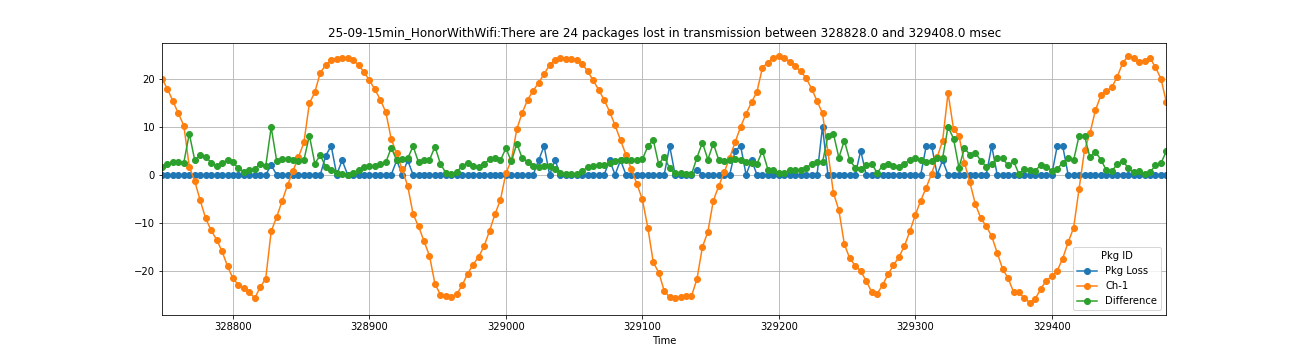 25-09-15min_HonorWithWifi:There are 24 packages lost in transmission between 328828.0 and 329408.0 msec
20
10
0
−10
−20
328800 328900 329000 329100 329200 329300 329400
Time
Pkg ID
Pkg Loss
Ch-1
Difference